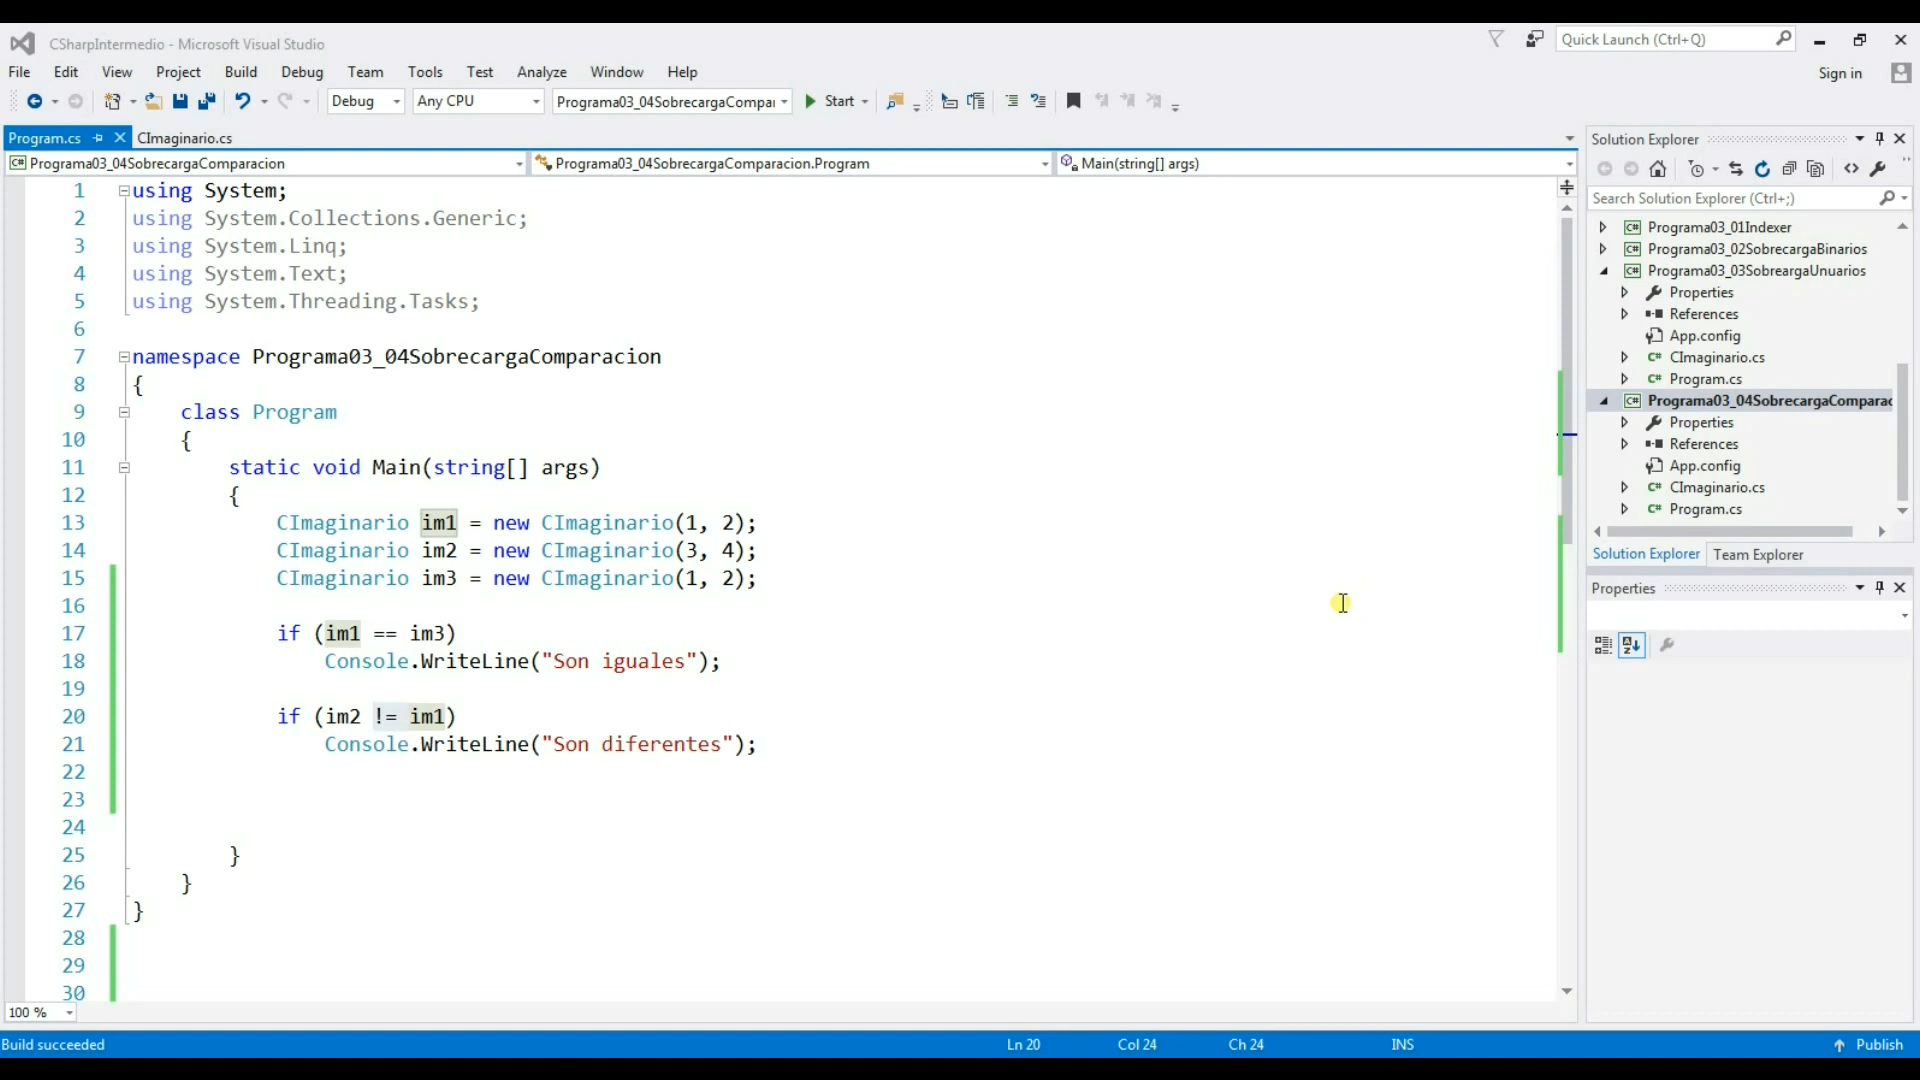 CSharpIntermedio - Microsoft Visual Studio
Quick Launch (Ctrl+Q)
File Edit View Project Build Debug Team Tools Test Analyze Window Help
Sign in
Debug Any CPU Programa03_04SobrecargaCompai Start
Program.cs CImaginario.cs
Programa03_04SobrecargaComparacion Programa03_04SobrecargaComparacion.Program Main(string[] args)
1 using System;
2 using System.Collections.Generic;
3 using System.Linq;
4 using System.Text;
5 using System.Threading.Tasks;
6
7 namespace Programa03_04SobrecargaComparacion
8 {
9 class Program
10 {
11 static void Main(string[] args)
12 {
13 CImaginario im1 = new CImaginario(1, 2);
14 CImaginario im2 = new CImaginario(3, 4);
15 CImaginario im3 = new CImaginario(1, 2);
16
17 if (im1 == im3)
18 Console.WriteLine("Son iguales");
19
20 if (im2 != im1)
21 Console.WriteLine("Son diferentes");
22
23
24
25 }
26 }
27 }
28
29
30
100 %
Solution Explorer
Search Solution Explorer (Ctrl+;)
Programa03_01Indexer
Programa03_02SobrecargaBinarios
Programa03_03SobreargaUnuarios
Properties
References
App.config
CImaginario.cs
Program.cs
Programa03_04SobrecargaComparac
Properties
References
App.config
CImaginario.cs
Program.cs
Solution Explorer Team Explorer
Properties
Build succeeded Ln 20 Col 24 Ch 24 INS Publish